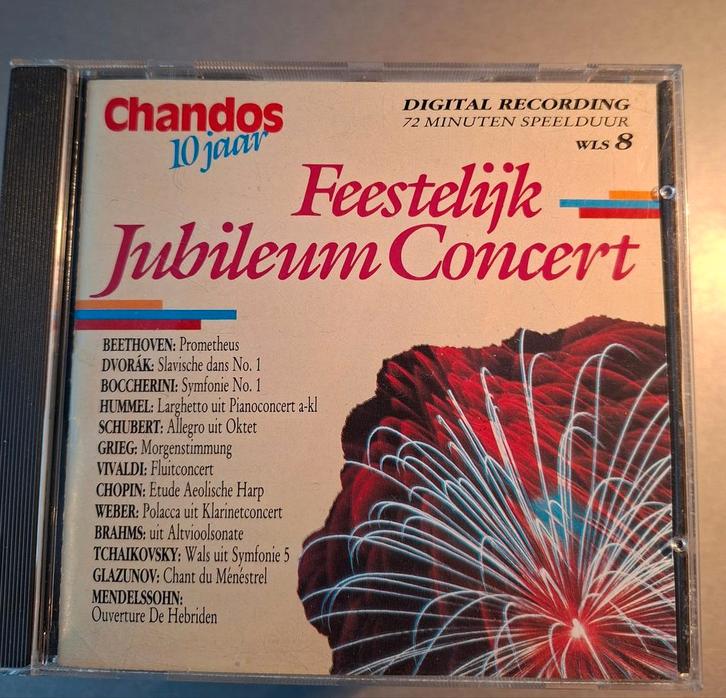 Chandos
10 jaar
DIGITAL RECORDING
72 MINUTEN SPEELDUUR
WLS 8
Feestelijk
Jubileum Concert
BEETHOVEN: Prometheus
DVORÁK: Slavische dans No. 1
BOCCHERINI: Symfonie No. 1
HUMMEL: Larghetto uit Pianoconcert a-kl
SCHUBERT: Allegro uit Oktet
GRIEG: Morgenstimmung
VIVALDI: Fluitconcert
CHOPIN: Etude Aeolische Harp
WEBER: Polacca uit Klarinetconcert
BRAHMS: uit Altvioolsonate
TCHAIKOVSKY: Wals uit Symfonie 5
GLAZUNOV: Chant du Ménéstrel
MENDELSSOHN:
Ouverture De Hebriden